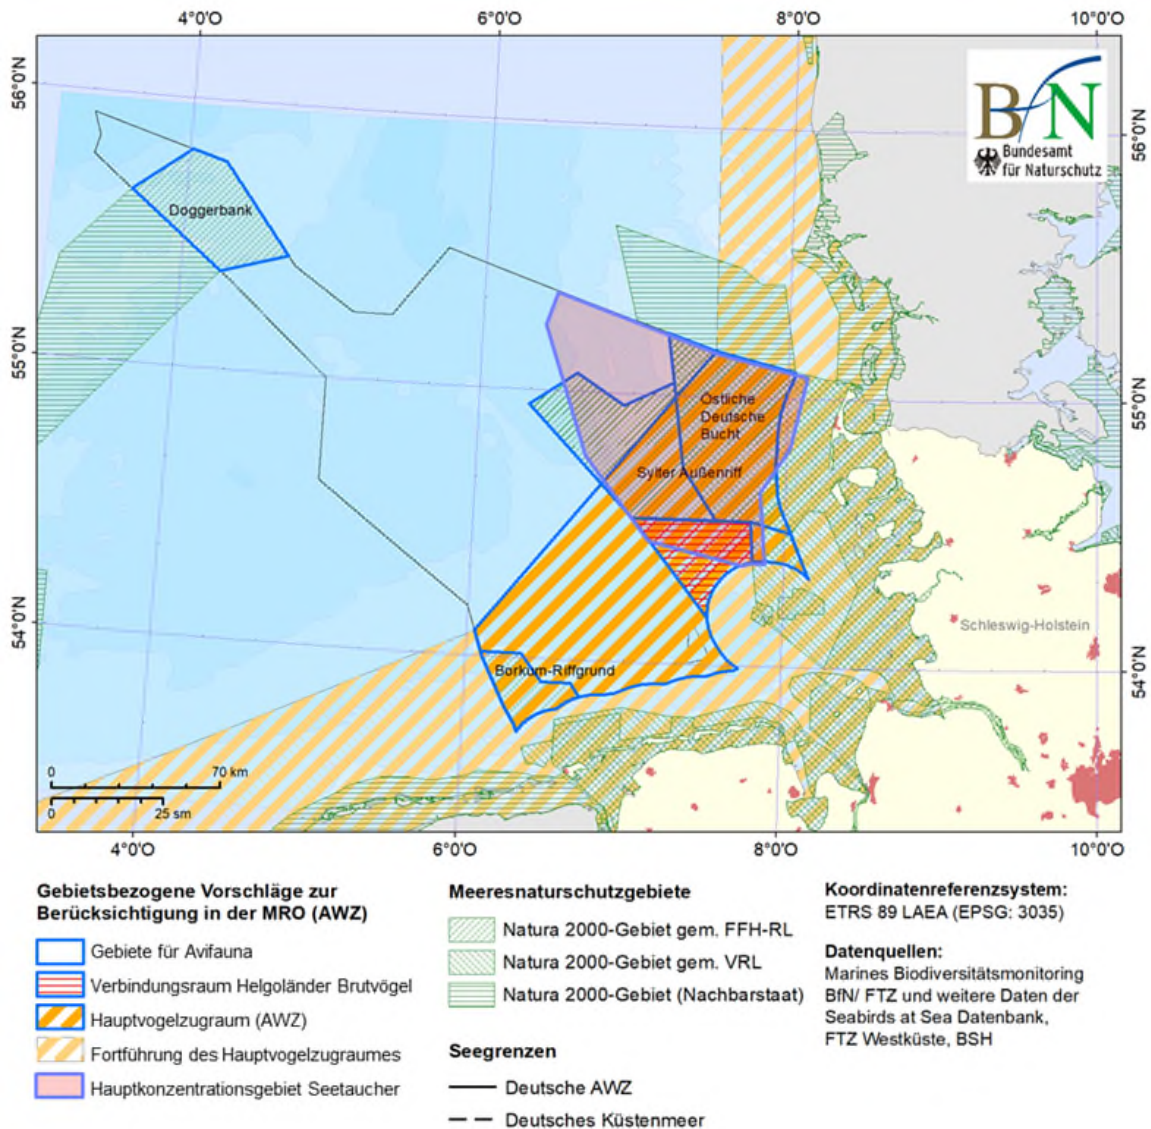 4°0'O 6°0'O 8°0'O 10°0'O
56°0'N
56°0'N
BfN
Bundesamt
für Naturschutz
Doggerbank
55°0'N
55°0'N
Östliche
Deutsche
Bucht
Sylter Außenriff
54°0'N
54°0'N
Schleswig-Holstein
Borkum-Riffgrund
0 70 km
0 25 sm
4°0'O 6°0'O 8°0'O 10°0'O
Gebietsbezogene Vorschläge zur
Berücksichtigung in der MRO (AWZ)
Gebiete für Avifauna
Verbindungsraum Helgoländer Brutvögel
Hauptvogelzugraum (AWZ)
Fortführung des Hauptvogelzugraumes
Hauptkonzentrationsgebiet Seetaucher
Meeresnaturschutzgebiete
Natura 2000-Gebiet gem. FFH-RL
Natura 2000-Gebiet gem. VRL
Natura 2000-Gebiet (Nachbarstaat)
Seegrenzen
Deutsche AWZ
Deutsches Küstenmeer
Koordinatenreferenzsystem:
ETRS 89 LAEA (EPSG: 3035)
Datenquellen:
Marines Biodiversitätsmonitoring
BfN/ FTZ und weitere Daten der
Seabirds at Sea Datenbank,
FTZ Westküste, BSH